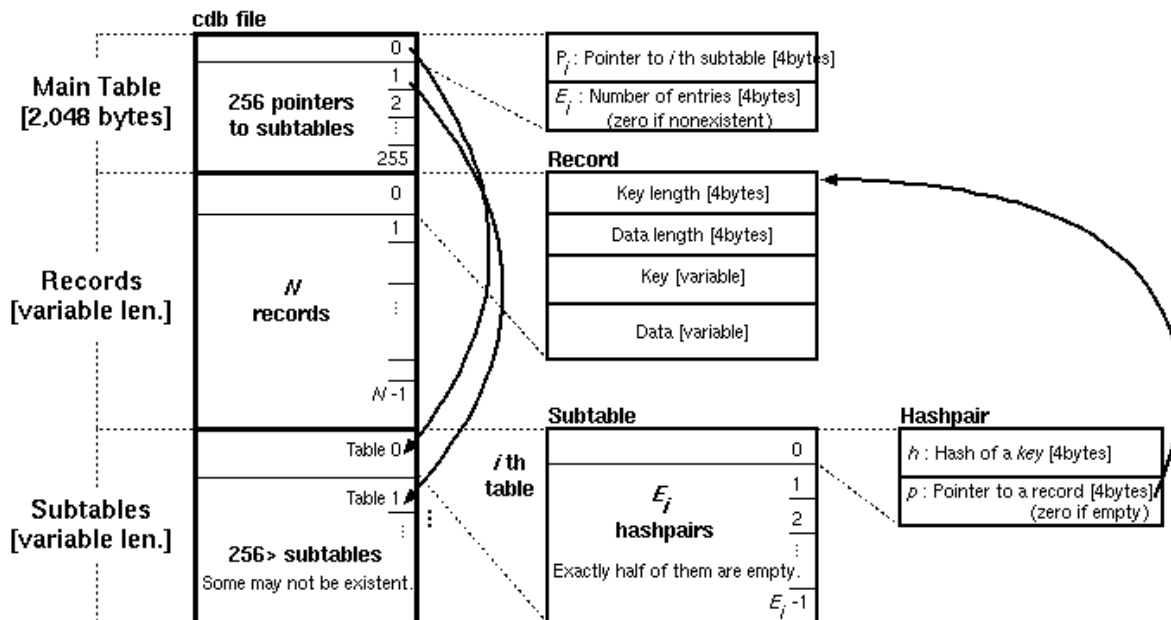 cdb file
Main Table
[2,048 bytes]
0
1
2
⋮
255
256 pointers
to subtables
P_i : Pointer to i th subtable [4bytes]
E_i : Number of entries [4bytes]
(zero if nonexistent)
Records
[variable len.]
0
1
⋮
N -1
N
records
Record
Key length [4bytes]
Data length [4bytes]
Key [variable]
Data [variable]
Subtables
[variable len.]
Table 0
Table 1
⋮
256> subtables
Some may not be existent.
i th
table
⋮
Subtable
0
1
2
⋮
E_i
hashpairs
Exactly half of them are empty.
E_i -1
Hashpair
h : Hash of a key [4bytes]
p : Pointer to a record [4bytes]
(zero if empty)